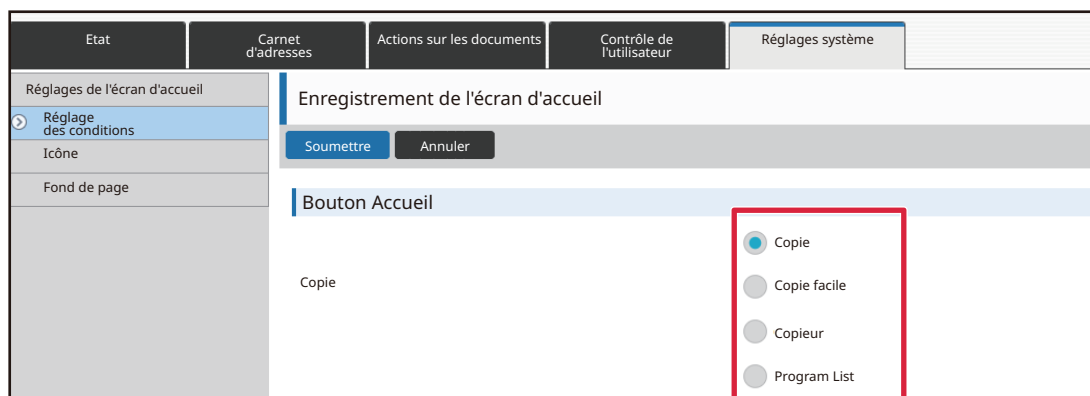 Etat
Carnet
d'adresses
Actions sur les documents
Contrôle de
l'utilisateur
Réglages système
Réglages de l'écran d'accueil
Réglage
des conditions
Icône
Fond de page
Enregistrement de l'écran d'accueil
Soumettre
Annuler
Bouton Accueil
Copie
Copie
Copie facile
Copieur
Program List